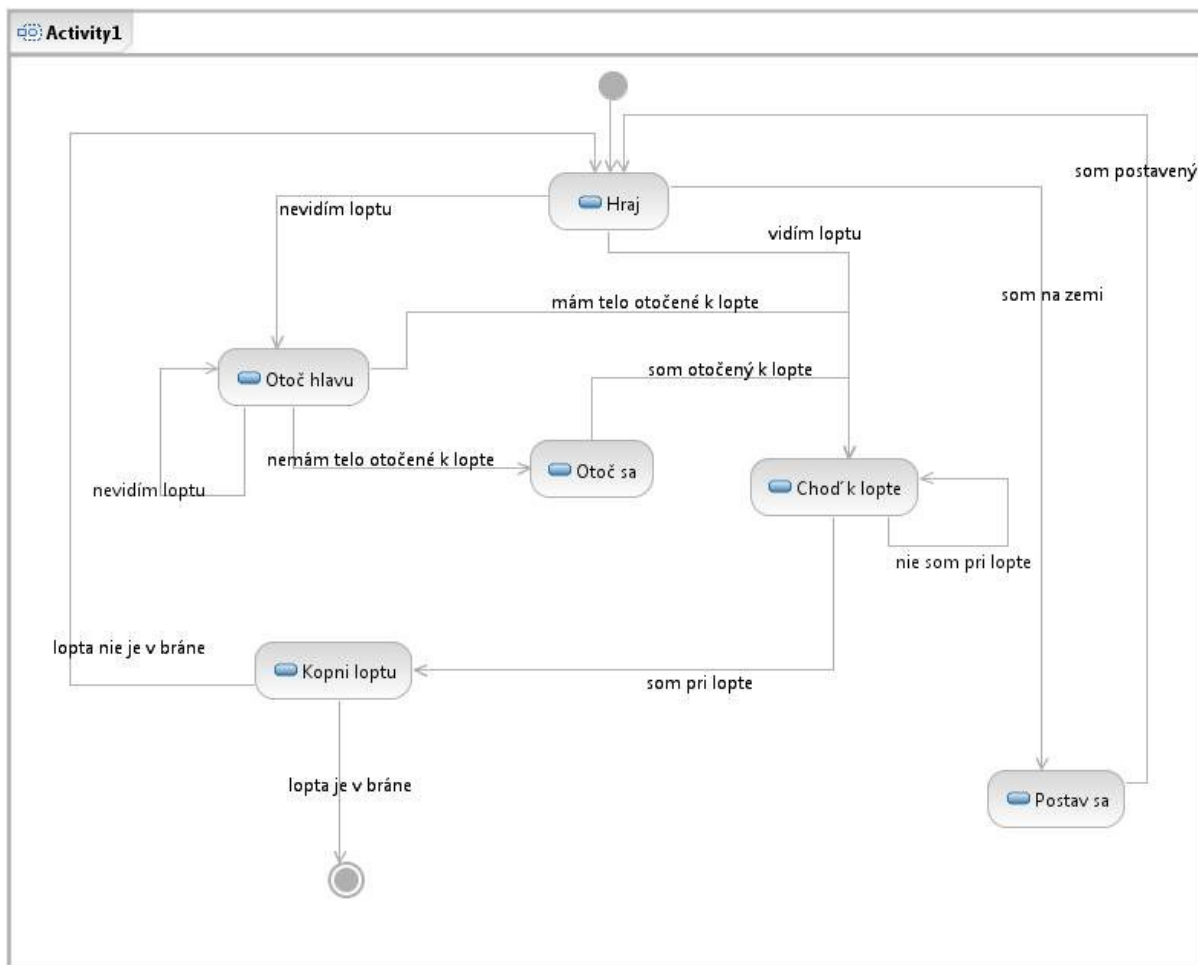 Activity1
som postavený
Hraj
nevidím loptu
vidím loptu
som na zemi
mám telo otočené k lopte
som otočený k lopte
Otoč hlavu
nemám telo otočené k lopte
Otoč sa
Choď k lopte
nevidím loptu
nie som pri lopte
lopta nie je v bráne
Kopni loptu
som pri lopte
lopta je v bráne
Postav sa